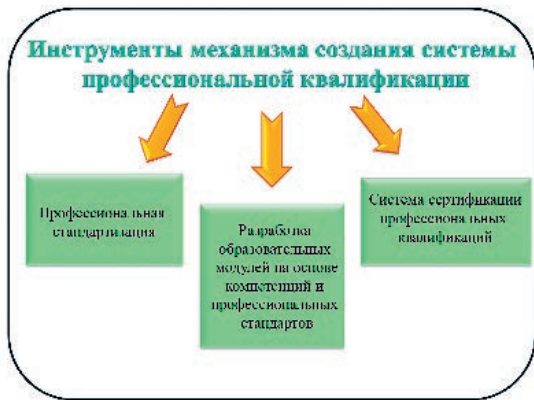 Инструменты механизма создания системы
профессиональной квалификации
Профессиональная
стандартизация
Разработка
образовательных
модулей на основе
компетенций и
профессиональных
стандартов
Система сертификации
профессиональных
квалификаций